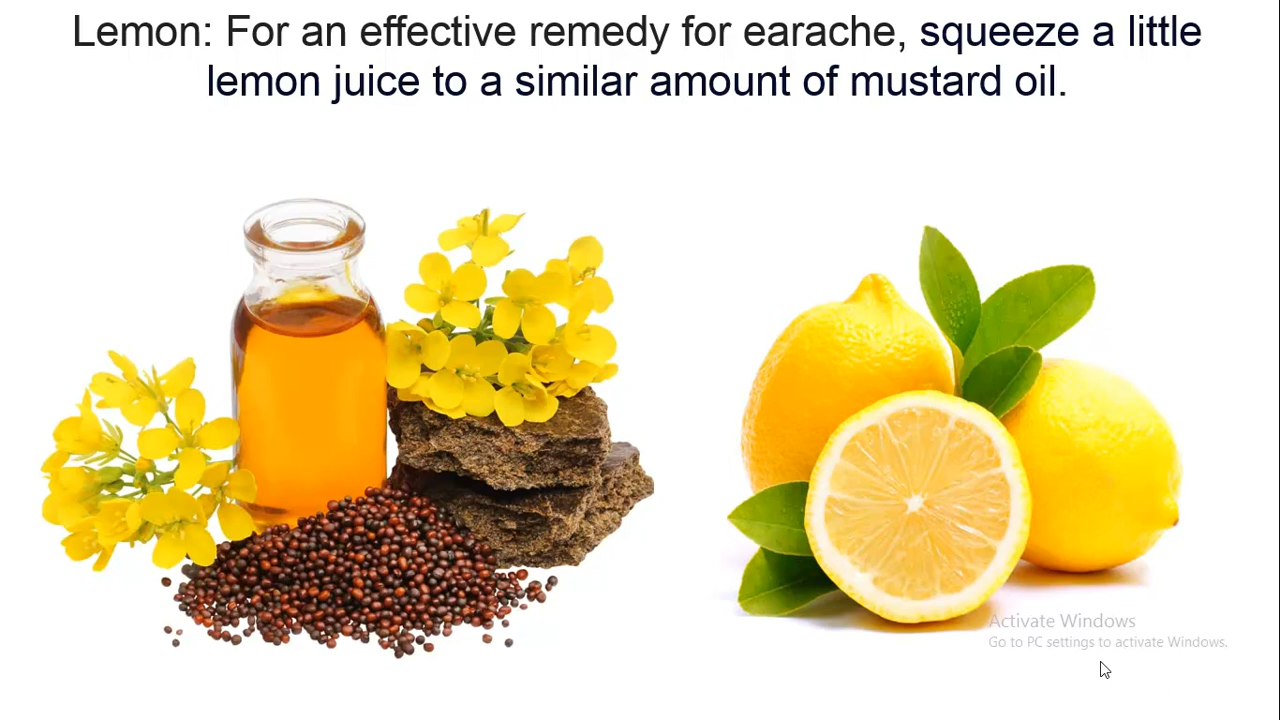 Lemon: For an effective remedy for earache, squeeze a little
lemon juice to a similar amount of mustard oil.
Activate Windows
Go to PC settings to activate Windows.